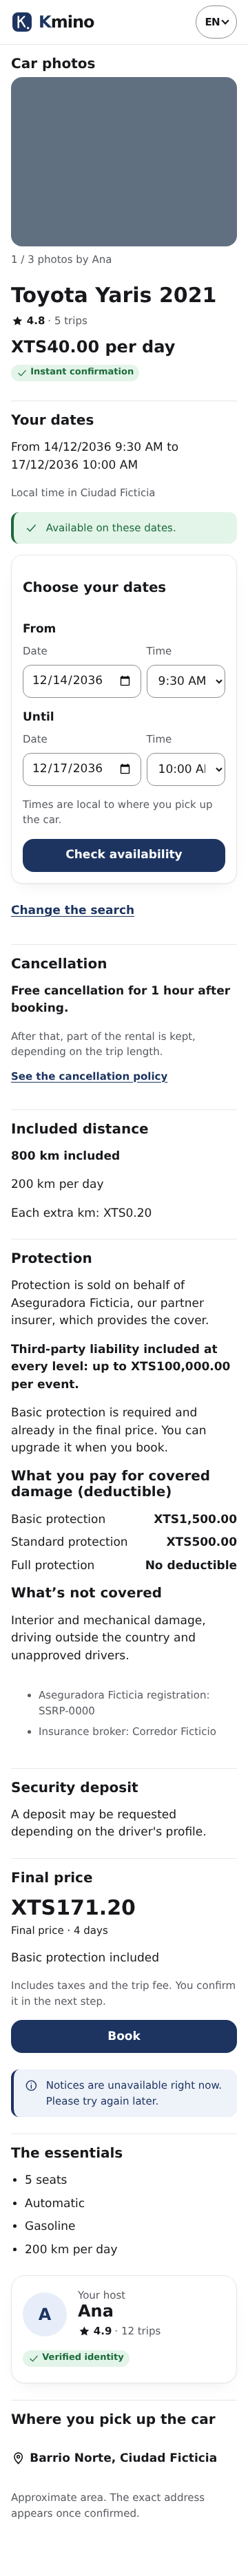 Kmino
EN
Car photos
1 / 3 photos by Ana
Toyota Yaris 2021
★ 4.8 · 5 trips
XTS40.00 per day
Instant confirmation
Your dates
From 14/12/2036 9:30 AM to
17/12/2036 10:00 AM
Local time in Ciudad Ficticia
Available on these dates.
Choose your dates
From
Date Time
12/14/2036 9:30 AM
Until
Date Time
12/17/2036 10:00 A
Times are local to where you pick up
the car.
Check availability
Change the search
Cancellation
Free cancellation for 1 hour after
booking.
After that, part of the rental is kept,
depending on the trip length.
See the cancellation policy
Included distance
800 km included
200 km per day
Each extra km: XTS0.20
Protection
Protection is sold on behalf of
Aseguradora Ficticia, our partner
insurer, which provides the cover.
Third-party liability included at
every level: up to XTS100,000.00
per event.
Basic protection is required and
already in the final price. You can
upgrade it when you book.
What you pay for covered
damage (deductible)
Basic protection XTS1,500.00
Standard protection XTS500.00
Full protection No deductible
What’s not covered
Interior and mechanical damage,
driving outside the country and
unapproved drivers.
• Aseguradora Ficticia registration:
SSRP-0000
• Insurance broker: Corredor Ficticio
Security deposit
A deposit may be requested
depending on the driver's profile.
Final price
XTS171.20
Final price · 4 days
Basic protection included
Includes taxes and the trip fee. You confirm
it in the next step.
Book
Notices are unavailable right now.
Please try again later.
The essentials
• 5 seats
• Automatic
• Gasoline
• 200 km per day
A
Your host
Ana
★ 4.9 · 12 trips
Verified identity
Where you pick up the car
Barrio Norte, Ciudad Ficticia
Approximate area. The exact address
appears once confirmed.